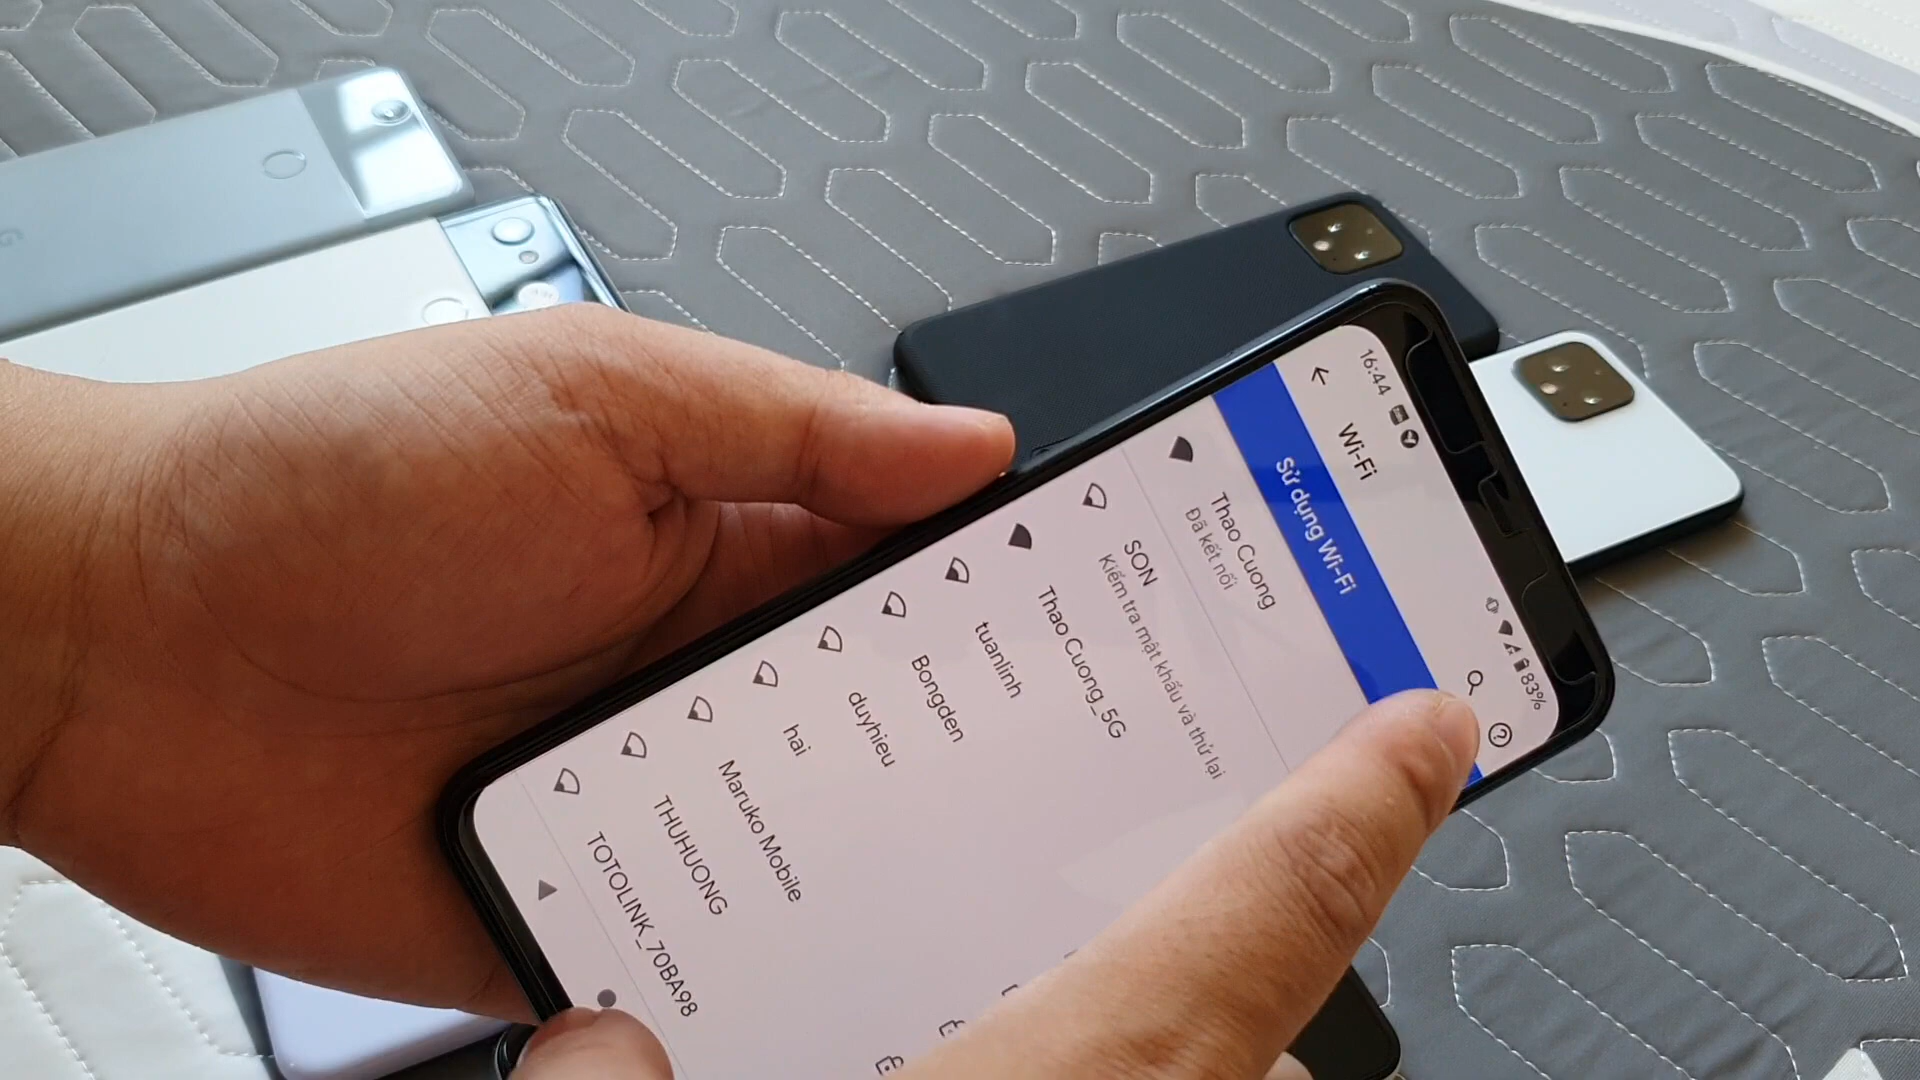 16:44
83%
Wi-Fi
Sử dụng Wi-Fi
Thao Cuong
Đã kết nối
SON
Kiểm tra mật khẩu và thử lại
Thao Cuong_5G
tuanlinh
Bongden
duyhieu
hai
Maruko Mobile
THUHUONG
TOTOLINK_70BA98
G